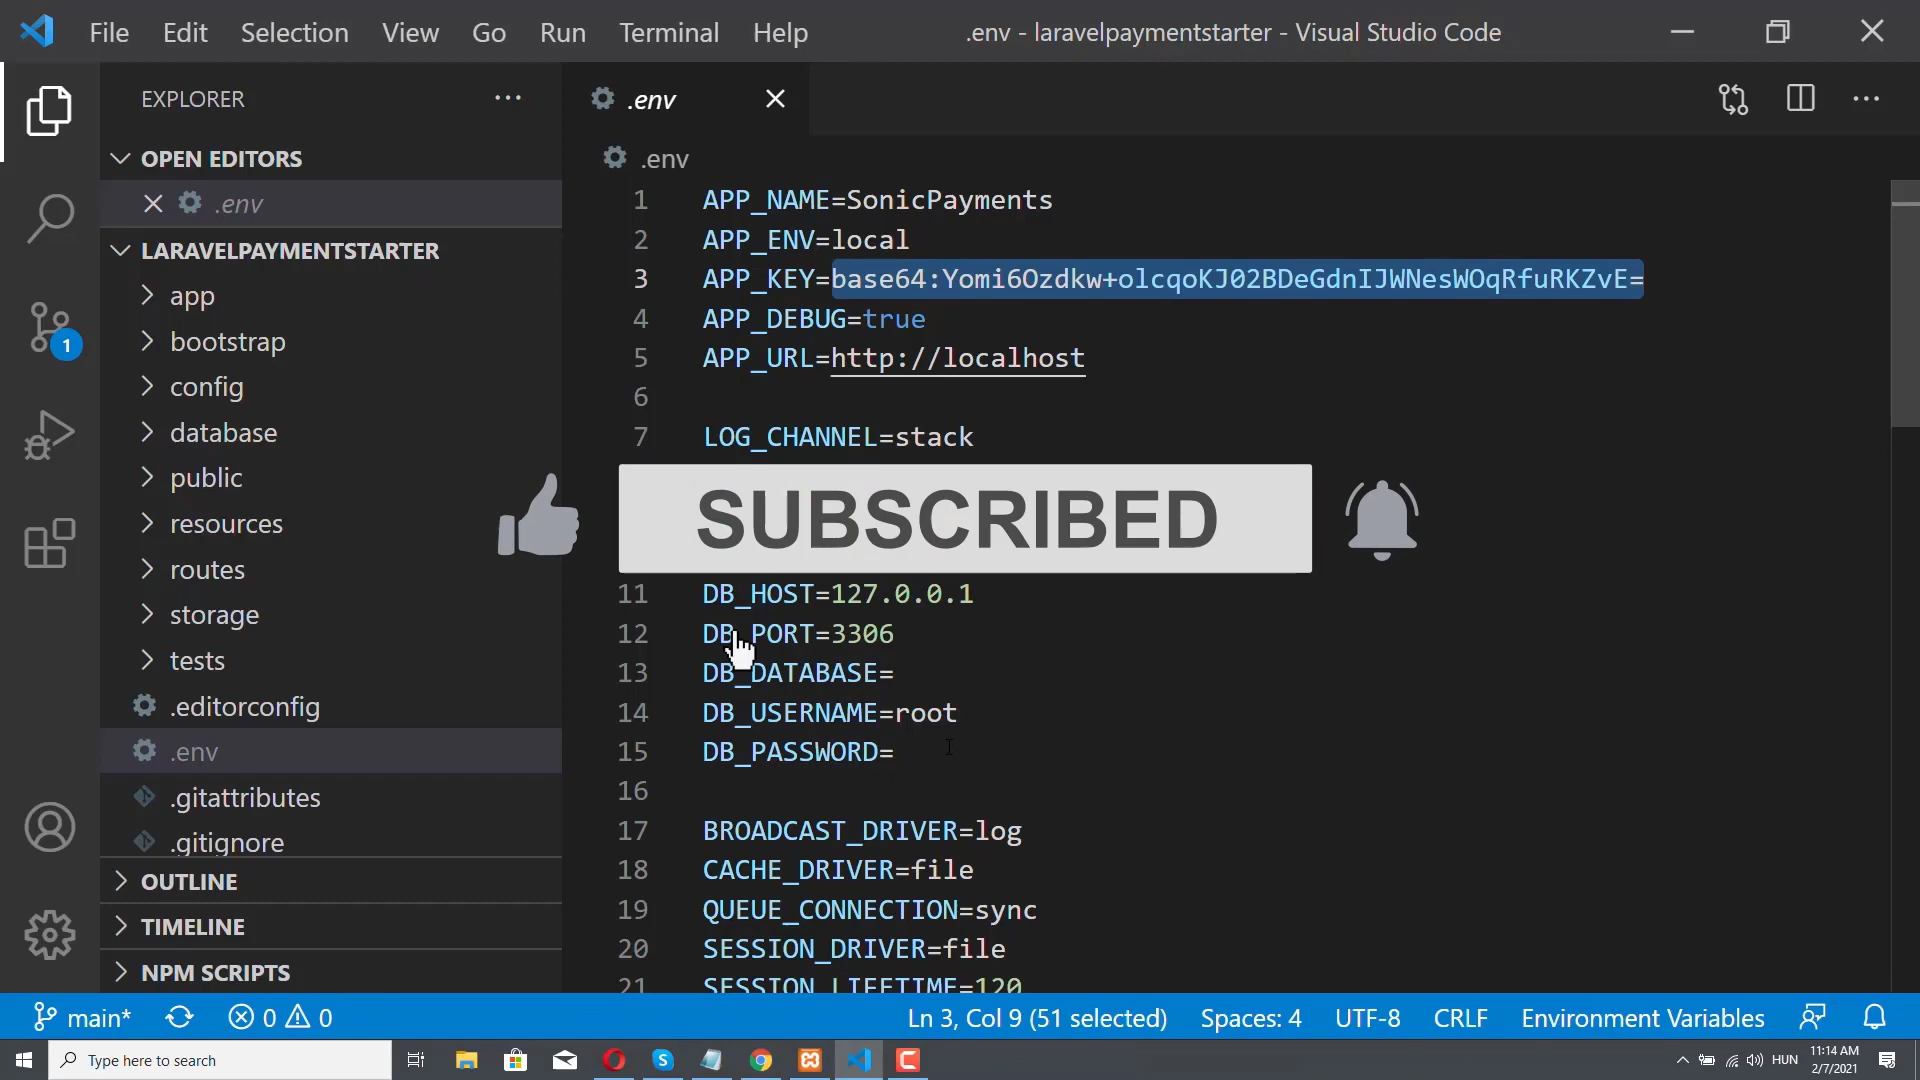 File Edit Selection View Go Run Terminal Help .env - laravelpaymentstarter - Visual Studio Code
EXPLORER
.env
OPEN EDITORS
.env
.env
LARAVELPAYMENTSTARTER
app
bootstrap
config
database
public
resources
routes
storage
tests
.editorconfig
.env
.gitattributes
.gitignore
OUTLINE
TIMELINE
NPM SCRIPTS
1
1 APP_NAME=SonicPayments
2 APP_ENV=local
3 APP_KEY=base64:Yomi6Ozdkw+olcqoKJ02BDeGdnIJWNesWOqRfuRKZvE=
4 APP_DEBUG=true
5 APP_URL=http://localhost
6
7 LOG_CHANNEL=stack
SUBSCRIBED
11 DB_HOST=127.0.0.1
12 DB_PORT=3306
13 DB_DATABASE=
14 DB_USERNAME=root
15 DB_PASSWORD=
16
17 BROADCAST_DRIVER=log
18 CACHE_DRIVER=file
19 QUEUE_CONNECTION=sync
20 SESSION_DRIVER=file
21 SESSION_LIFETIME=120
main* 0 0 Ln 3, Col 9 (51 selected) Spaces: 4 UTF-8 CRLF Environment Variables
Type here to search
HUN
11:14 AM
2/7/2021